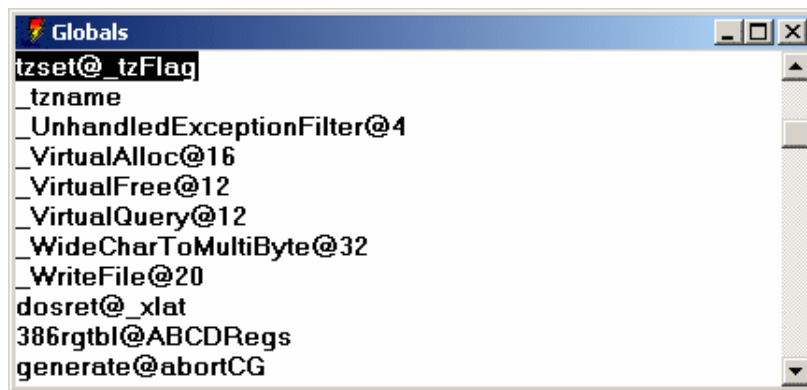 Globals
tzset@_tzFlag
_tzname
_UnhandledExceptionFilter@4
_VirtualAlloc@16
_VirtualFree@12
_VirtualQuery@12
_WideCharToMultiByte@32
_WriteFile@20
dosret@_xlat
386rgtbl@ABCDRegs
generate@abortCG